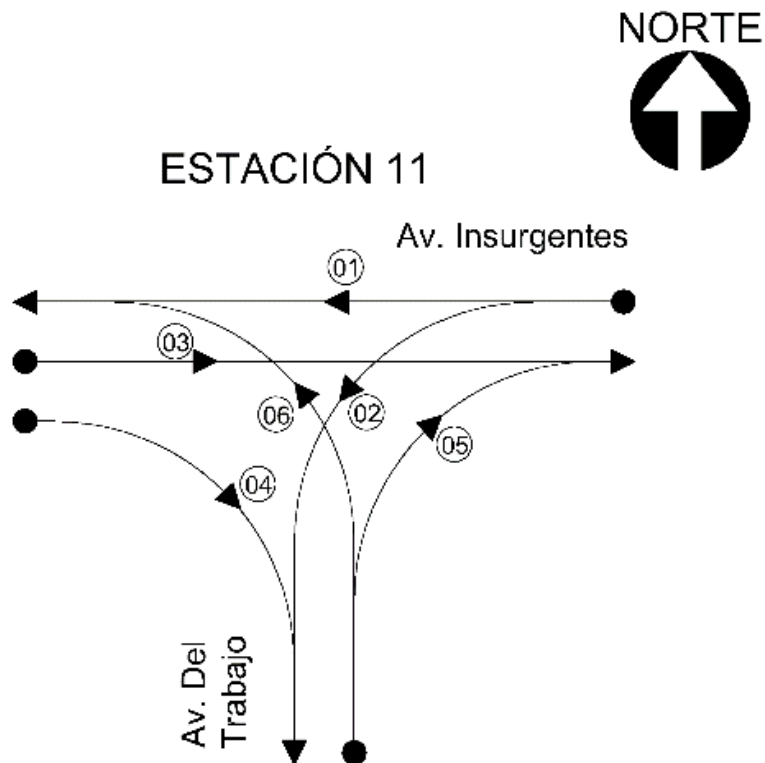 NORTE
ESTACIÓN 11
Av. Insurgentes
01
03
06
02
05
04
Av. Del
Trabajo